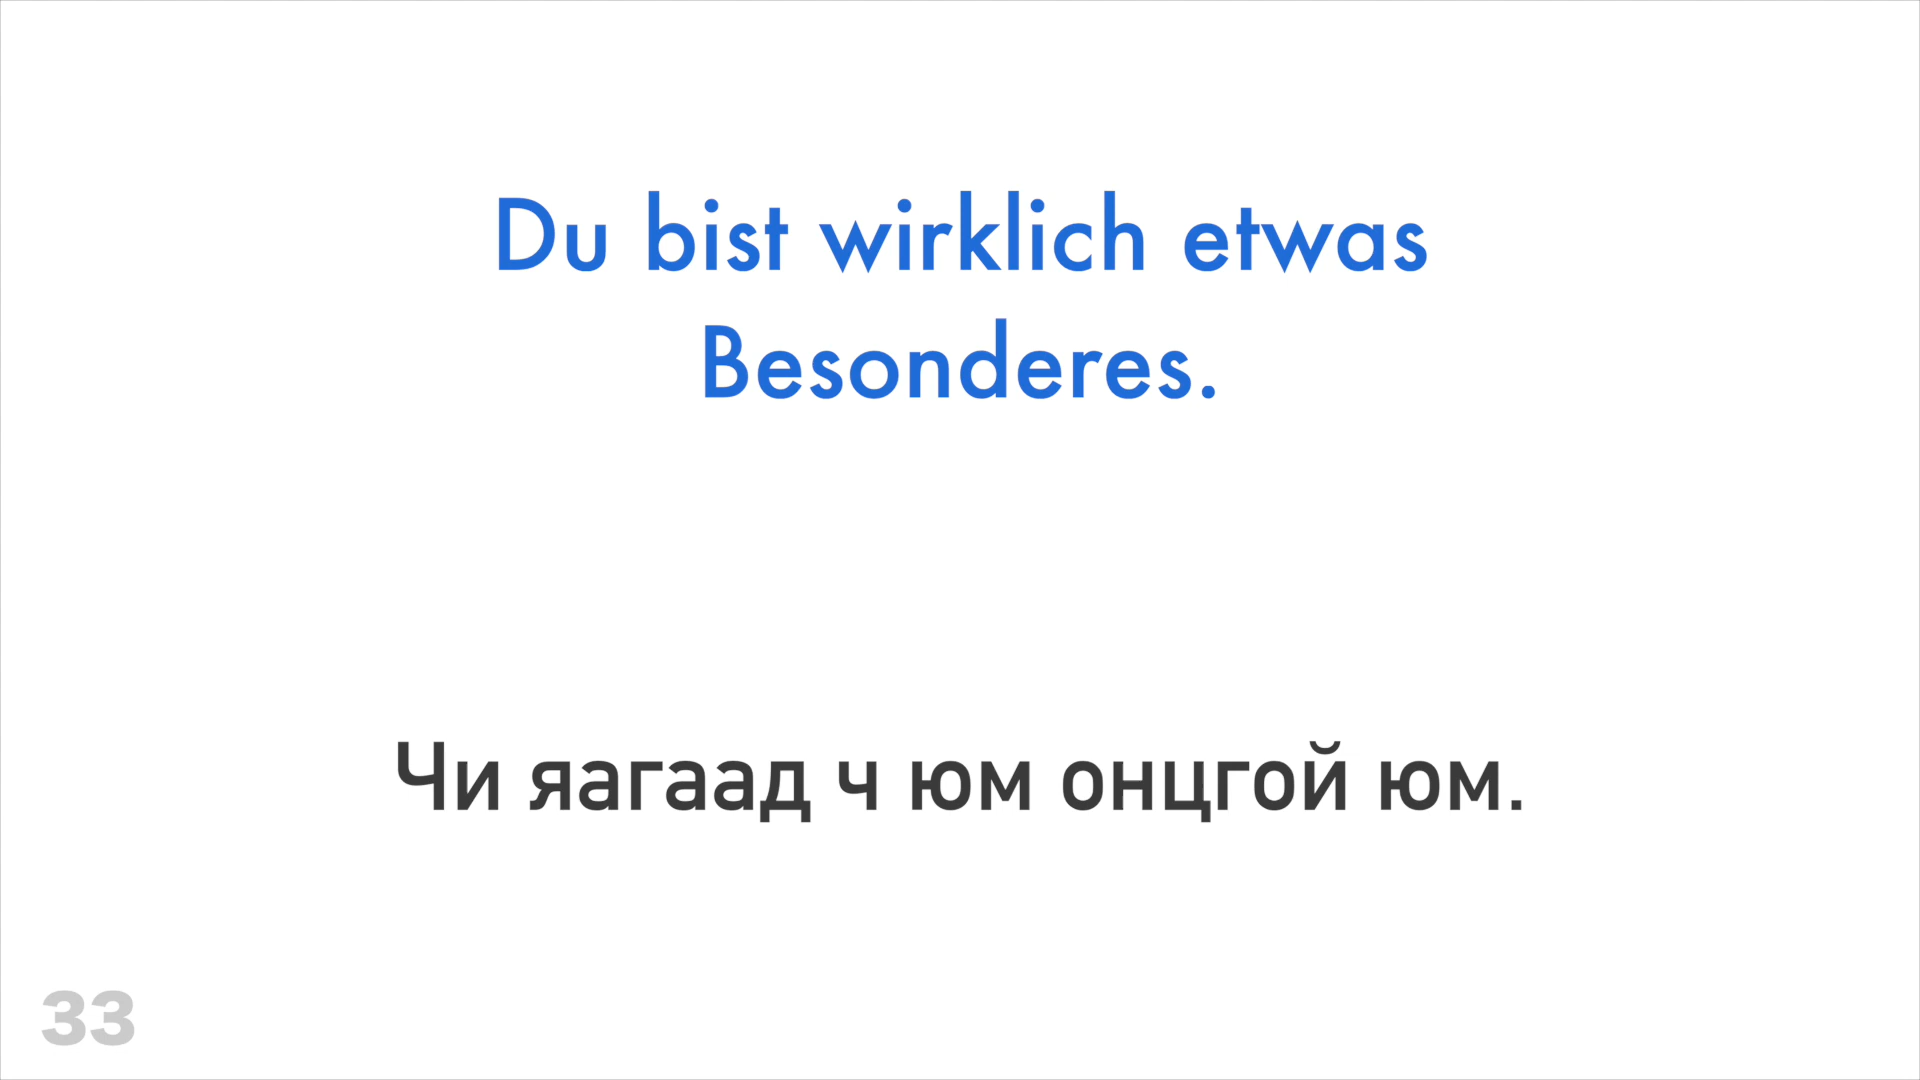 Du bist wirklich etwas
Besonderes.
Чи яагаад ч юм онцгой юм.
33